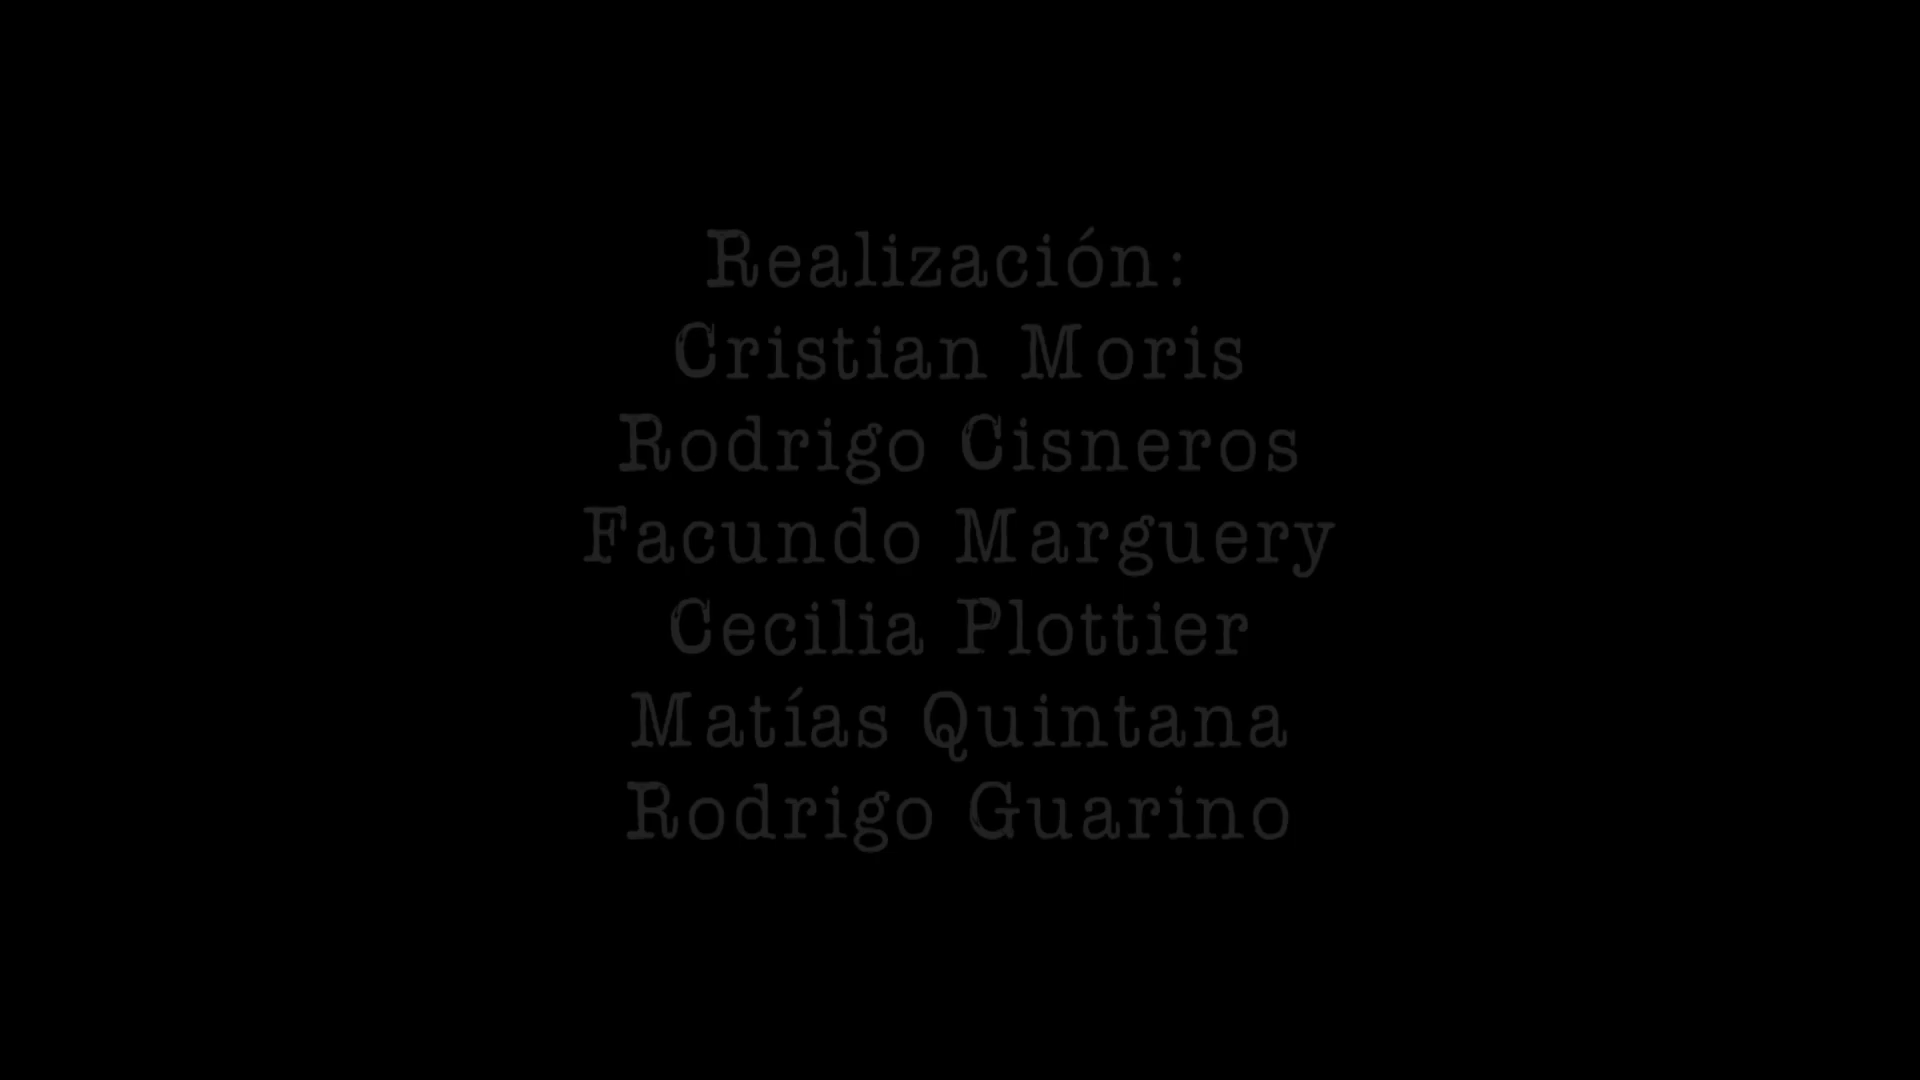 Realización:
Cristian Moris
Rodrigo Cisneros
Facundo Marguery
Cecilia Plottier
Matías Quintana
Rodrigo Guarino